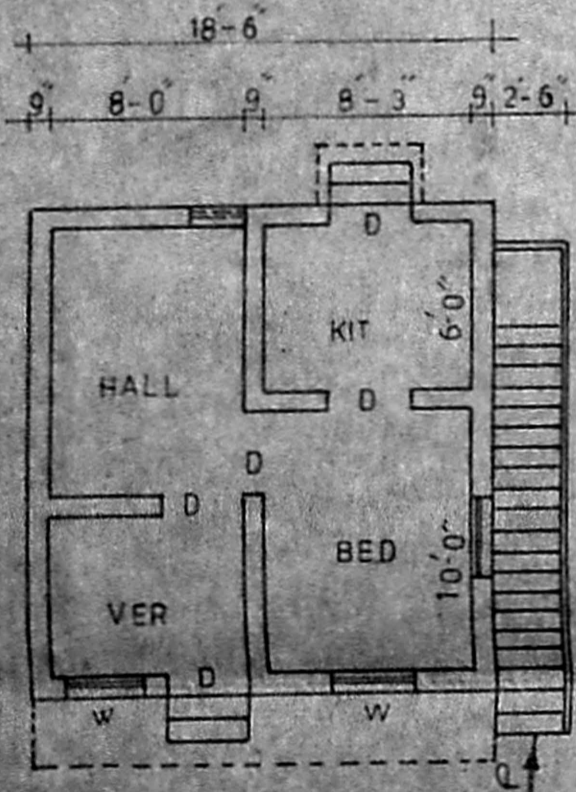 18'-6"
9" 8'-0" 9" 8'-3" 9" 2'-6"
D
KIT 6'0"
HALL
D
D
D
BED 10'0"
VER
D
W W